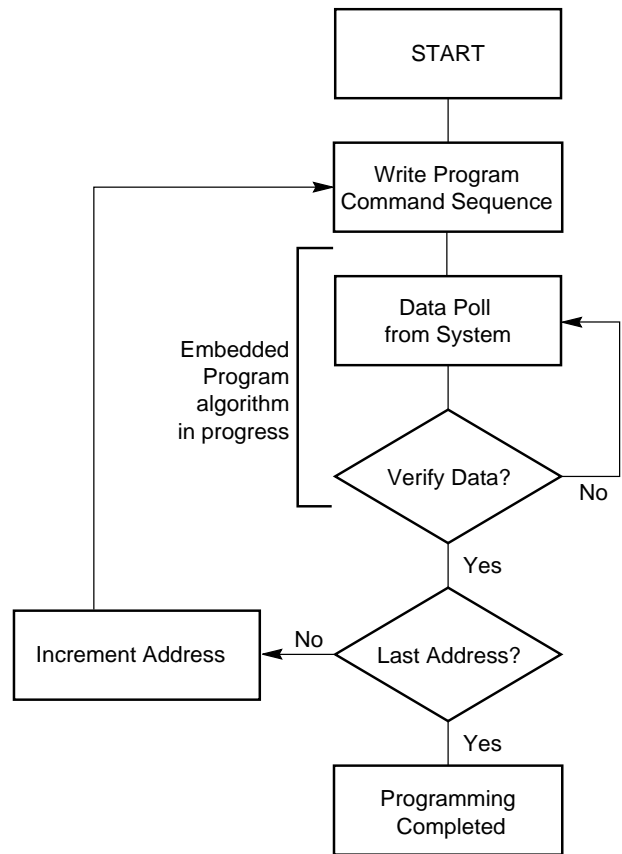 START
Write Program
Command Sequence
Data Poll
from System
Embedded
Program
algorithm
in progress
Verify Data?
No
Yes
Increment Address
No
Last Address?
Yes
Programming
Completed